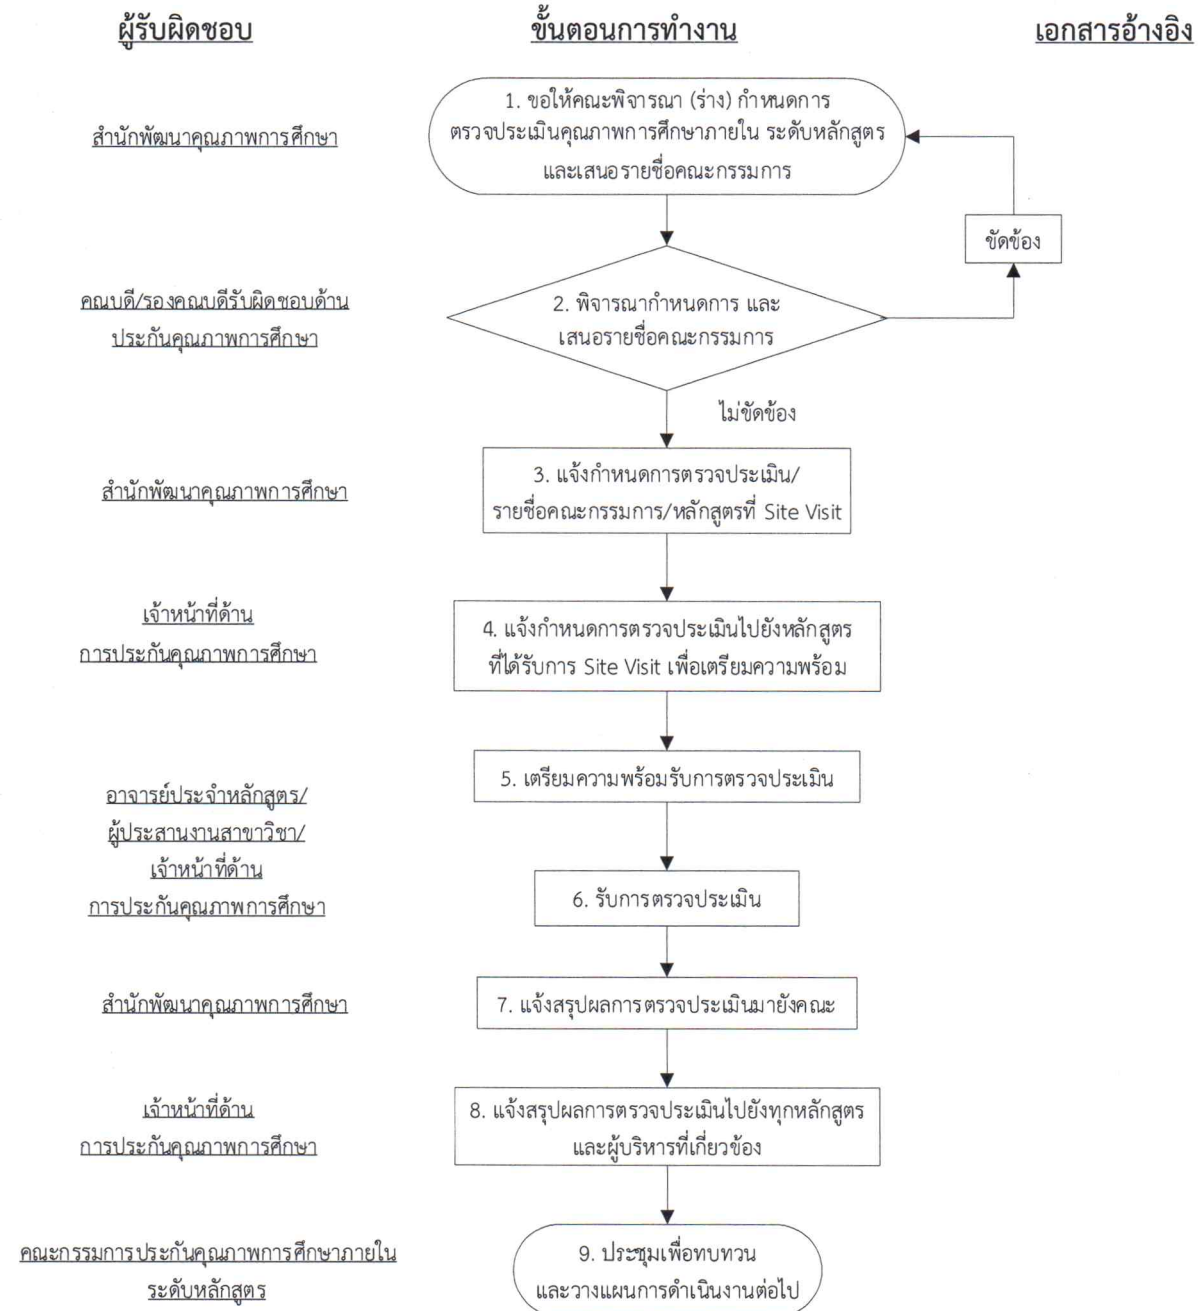 ผู้รับผิดชอบ
ขั้นตอนการทำงาน
เอกสารอ้างอิง
สำนักพัฒนาคุณภาพการศึกษา
1. ขอให้คณะพิจารณา (ร่าง) กำหนดการ
ตรวจประเมินคุณภาพการศึกษาภายใน ระดับหลักสูตร
และเสนอรายชื่อคณะกรรมการ
ขัดข้อง
คณบดี/รองคณบดีรับผิดชอบด้าน
ประกันคุณภาพการศึกษา
2. พิจารณากำหนดการ และ
เสนอรายชื่อคณะกรรมการ
ไม่ขัดข้อง
สำนักพัฒนาคุณภาพการศึกษา
3. แจ้งกำหนดการตรวจประเมิน/
รายชื่อคณะกรรมการ/หลักสูตรที่ Site Visit
เจ้าหน้าที่ด้าน
การประกันคุณภาพการศึกษา
4. แจ้งกำหนดการตรวจประเมินไปยังหลักสูตร
ที่ได้รับการ Site Visit เพื่อเตรียมความพร้อม
5. เตรียมความพร้อมรับการตรวจประเมิน
อาจารย์ประจำหลักสูตร/
ผู้ประสานงานสาขาวิชา/
เจ้าหน้าที่ด้าน
การประกันคุณภาพการศึกษา
6. รับการตรวจประเมิน
สำนักพัฒนาคุณภาพการศึกษา
7. แจ้งสรุปผลการตรวจประเมินมายังคณะ
เจ้าหน้าที่ด้าน
การประกันคุณภาพการศึกษา
8. แจ้งสรุปผลการตรวจประเมินไปยังทุกหลักสูตร
และผู้บริหารที่เกี่ยวข้อง
คณะกรรมการประกันคุณภาพการศึกษาภายใน
ระดับหลักสูตร
9. ประชุมเพื่อทบทวน
และวางแผนการดำเนินงานต่อไป